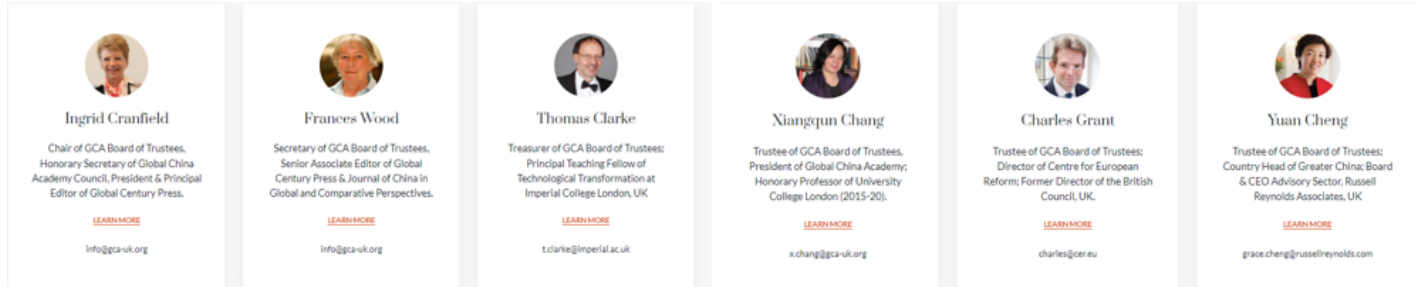 Ingrid Cranfield
Chair of GCA Board of Trustees,
Honorary Secretary of Global China
Academy Council, President & Principal
Editor of Global Century Press.
LEARN MORE
info@gca-uk.org
Frances Wood
Secretary of GCA Board of Trustees,
Senior Associate Editor of Global
Century Press & Journal of China in
Global and Comparative Perspectives.
LEARN MORE
info@gca-uk.org
Thomas Clarke
Treasurer of GCA Board of Trustees;
Principal Teaching Fellow of
Technological Transformation at
Imperial College London, UK
LEARN MORE
t.clarke@imperial.ac.uk
Xiangqun Chang
Trustee of GCA Board of Trustees,
President of Global China Academy;
Honorary Professor of University
College London (2015-20).
LEARN MORE
x.chang@gca-uk.org
Charles Grant
Trustee of GCA Board of Trustees;
Director of Centre for European
Reform; Former Director of the British
Council, UK.
LEARN MORE
charles@cer.eu
Yuan Cheng
Trustee of GCA Board of Trustees;
Country Head of Greater China; Board
& CEO Advisory Sector, Russell
Reynolds Associates, UK
LEARN MORE
grace.cheng@russellreynolds.com